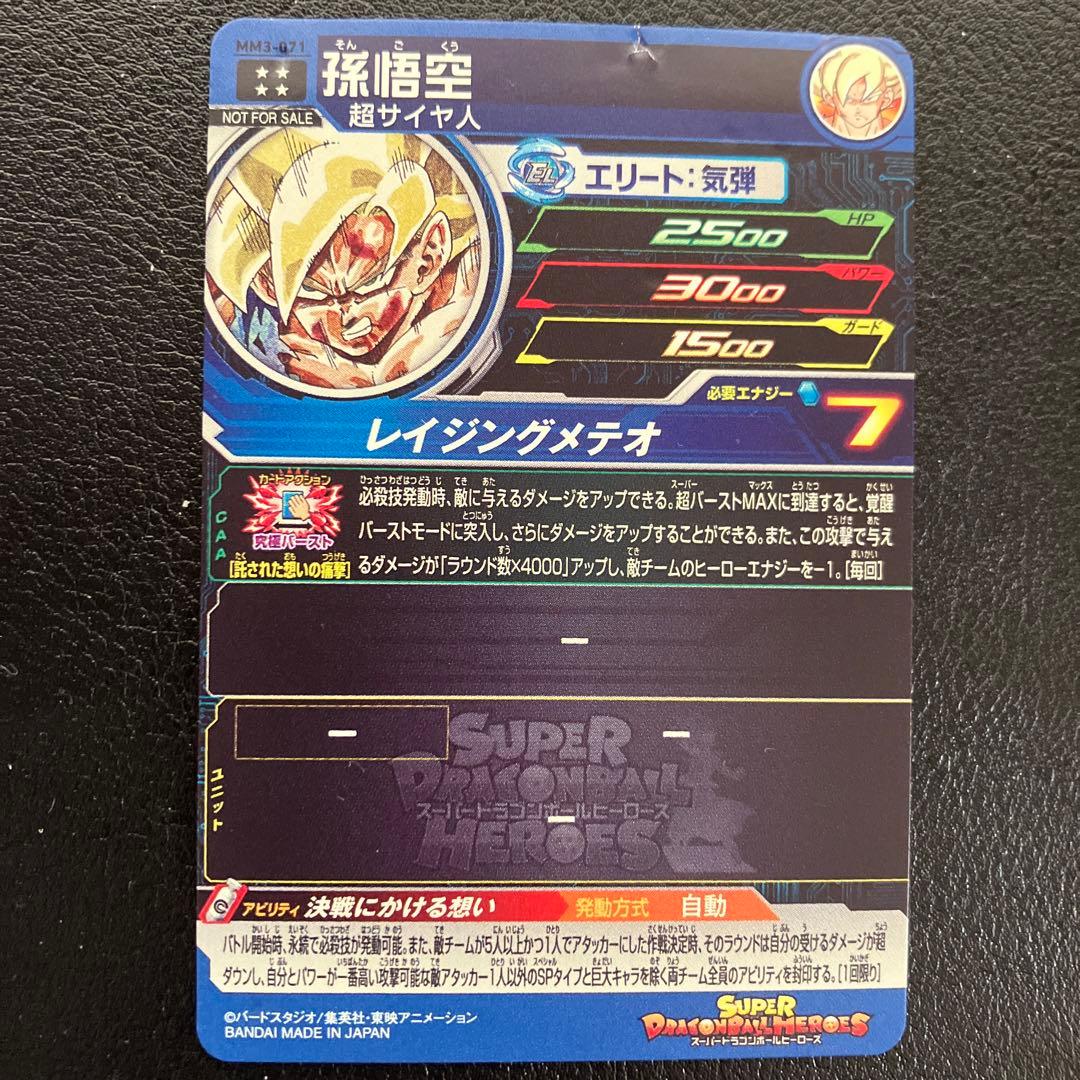 MM3-071
そん ご くう
孫悟空
NOT FOR SALE
超サイヤ人
EL エリート:気弾
HP
2500
パワー
3000
ガード
1500
必要エナジー 7
レイジングメテオ
CAA
カードアクション
究極バースト
[託された想いの痛撃]
必殺技発動時、敵に与えるダメージをアップできる。超バーストMAXに到達すると、覚醒
バーストモードに突入し、さらにダメージをアップすることができる。また、この攻撃で与え
るダメージが「ラウンド数×4000」アップし、敵チームのヒーローエナジーを−1。[毎回]
ー
ユニット
ー ー
ー
SUPER
DRAGONBALL
スーパードラゴンボールヒーローズ
HEROES
アビリティ 決戦にかける想い 発動方式 自動
バトル開始時、永続で必殺技が発動可能。また、敵チームが5人以上かつ1人でアタッカーにした作戦決定時、そのラウンドは自分の受けるダメージが超
ダウンし、自分とパワーが一番高い攻撃可能な敵アタッカー1人以外のSPタイプと巨大キャラを除く両チーム全員のアビリティを封印する。[1回限り]
©バードスタジオ/集英社・東映アニメーション
BANDAI MADE IN JAPAN
SUPER
DRAGONBALL HEROES
スーパードラゴンボールヒーローズ